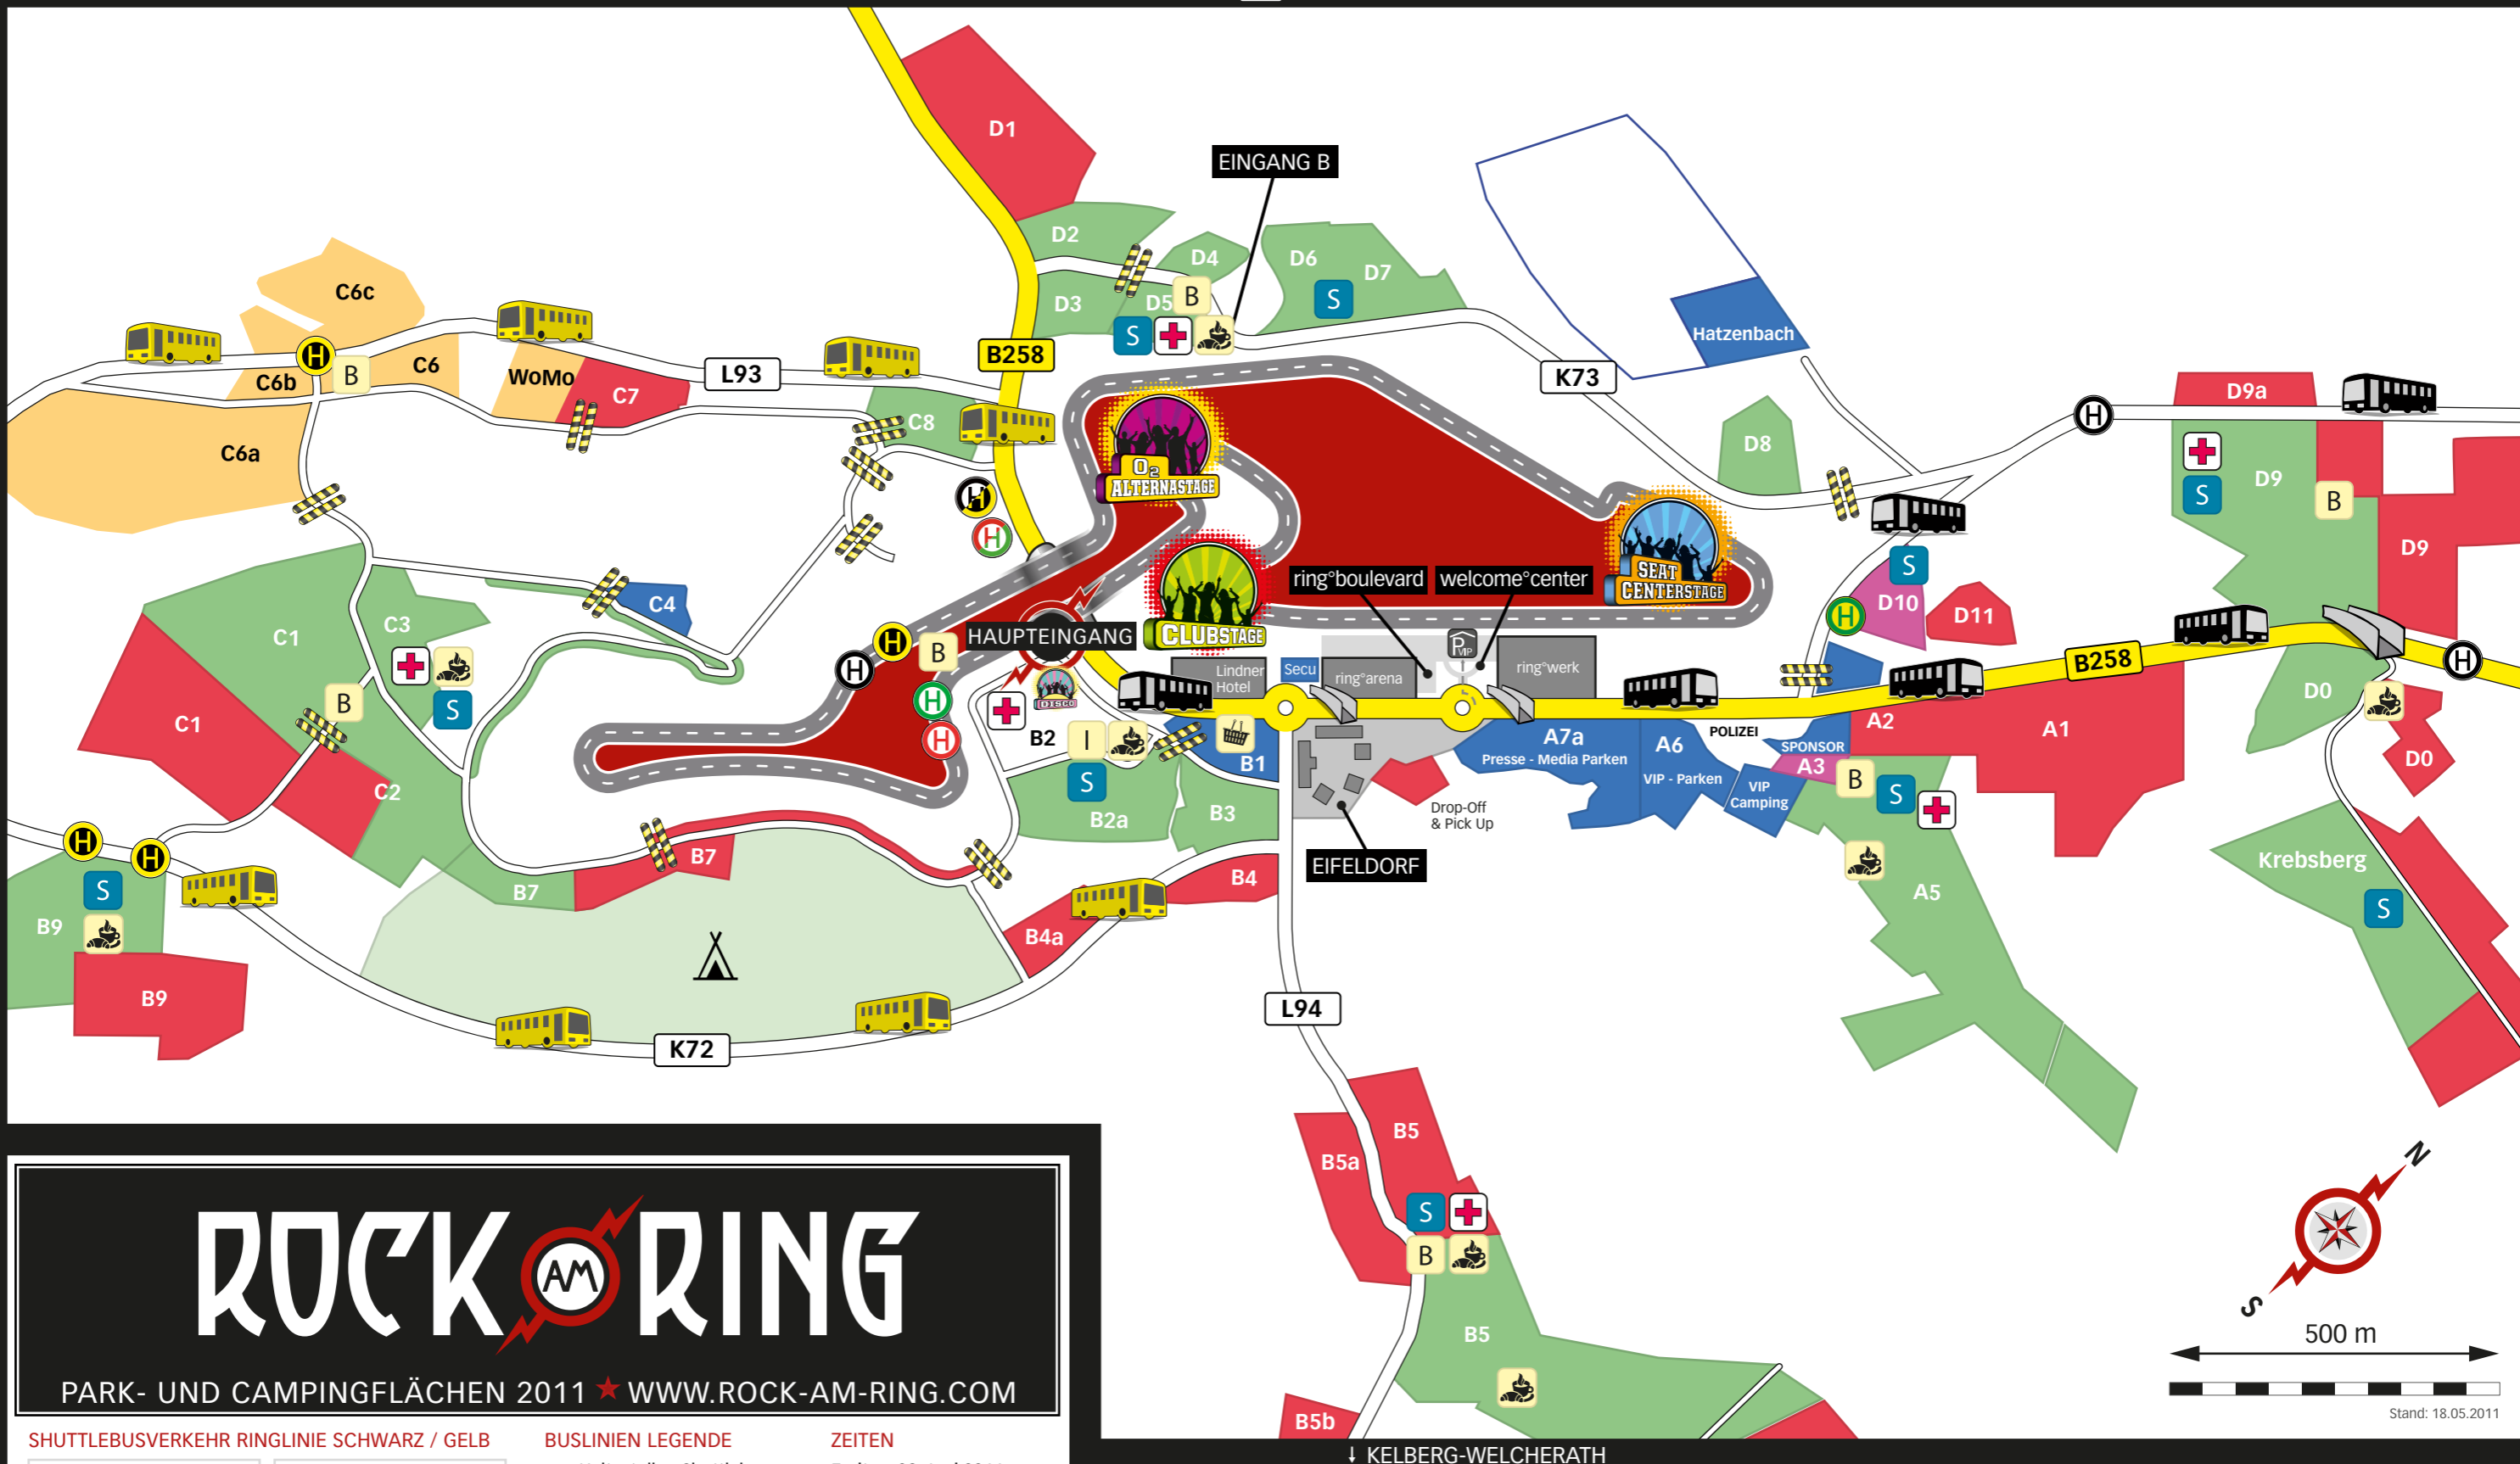 D1
EINGANG B
D2
D4
D6
D7
D3
D5
B
S
S
Hatzenbach
C6c
H
B
C6b
C6
WoMo
C7
L93
B258
K73
C6a
C8
D8
H
D9a
D9
S
B
D9
O2
ALTERNASTAGE
H
H
SEAT
CENTERSTAGE
CLUBSTAGE
ring°boulevard
welcome°center
S
D10
H
D11
C4
C1
C3
S
B
C1
C2
HAUPTEINGANG
H
H
B
H
H
DISCO
B2
I
S
Lindner
Hotel
Secu
ring°arena
P
VIP
ring°werk
B258
H
D0
D0
B1
A7a
Presse - Media Parken
A6
VIP - Parken
POLIZEI
SPONSOR
A3
VIP
Camping
A2
A1
B
S
B2a
B3
Drop-Off
& Pick Up
EIFELDORF
A5
Krebsberg
S
H
H
S
B9
B9
B7
B7
B4
B4a
K72
L94
B5
B5a
S
B
B5
B5b
N
S
500 m
Stand: 18.05.2011
ROCK AM RING
PARK- UND CAMPINGFLÄCHEN 2011 ★ WWW.ROCK-AM-RING.COM
SHUTTLEBUSVERKEHR RINGLINIE SCHWARZ / GELB
BUSLINIEN LEGENDE
ZEITEN
↓ KELBERG-WELCHERATH